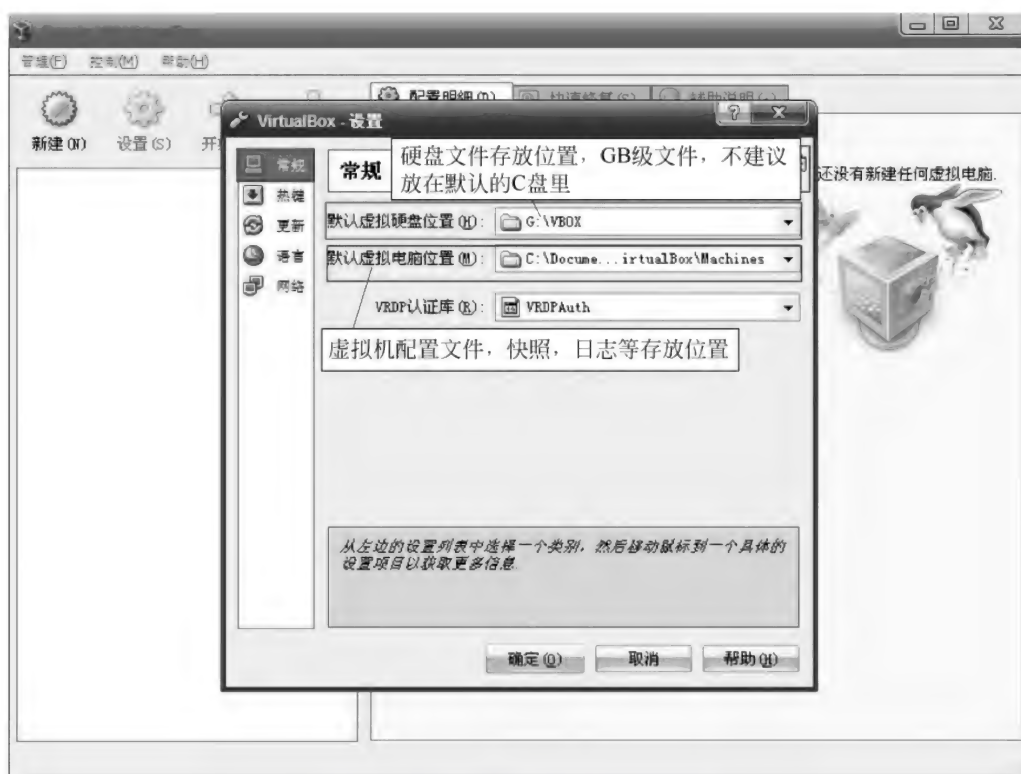 管理(F) 控制(M) 帮助(H)
新建(N) 设置(S)
配置明细(D) 快速修复(S)
还没有新建任何虚拟电脑.
VirtualBox - 设置
常规
热键
更新
语言
网络
常规
硬盘文件存放位置，GB级文件，不建议
放在默认的C盘里
默认虚拟硬盘位置(H): G:\VBOX
默认虚拟电脑位置(M): C:\Docume...irtualBox\Machines
VRDP认证库(R): VRDPAuth
虚拟机配置文件，快照，日志等存放位置
从左边的设置列表中选择一个类别，然后移动鼠标到一个具体的
设置项目以获取更多信息.
确定(O) 取消 帮助(H)